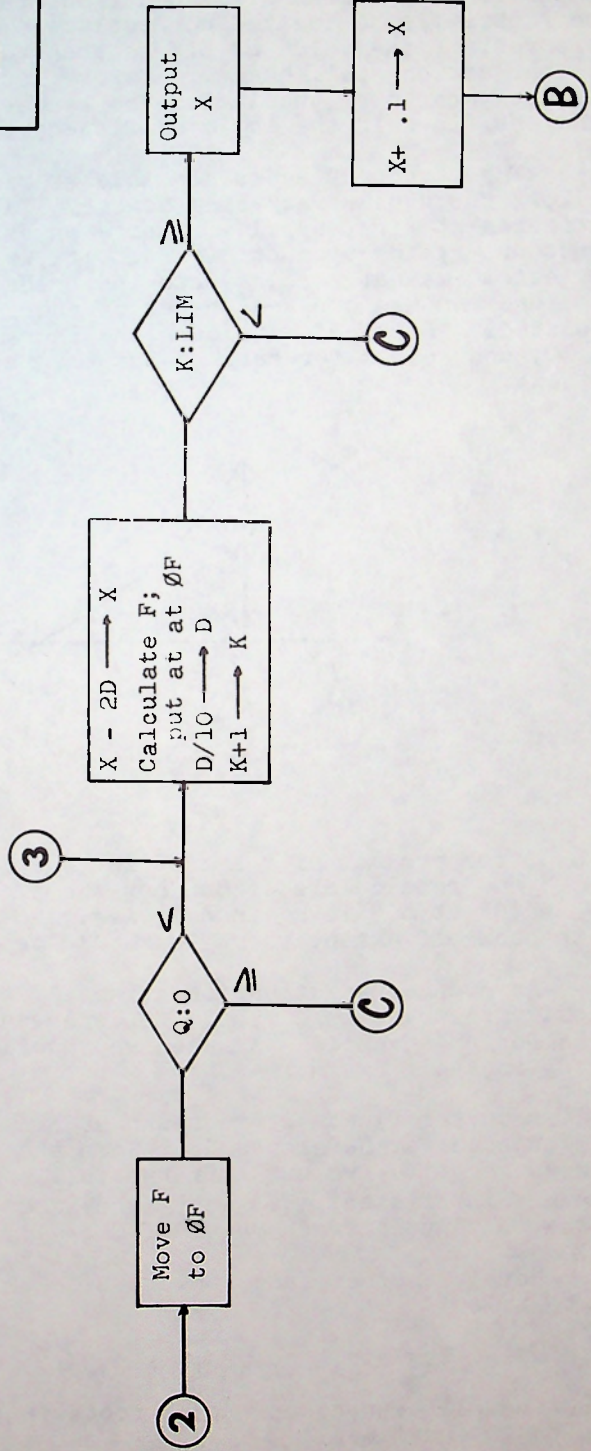 2
Move F
to ØF
Q:0
<
≥
C
3
X - 2D → X
Calculate F;
put at at ØF
D/10 → D
K+1 → K
K:LIM
≥
<
C
Output
X
X+ .1 → X
B